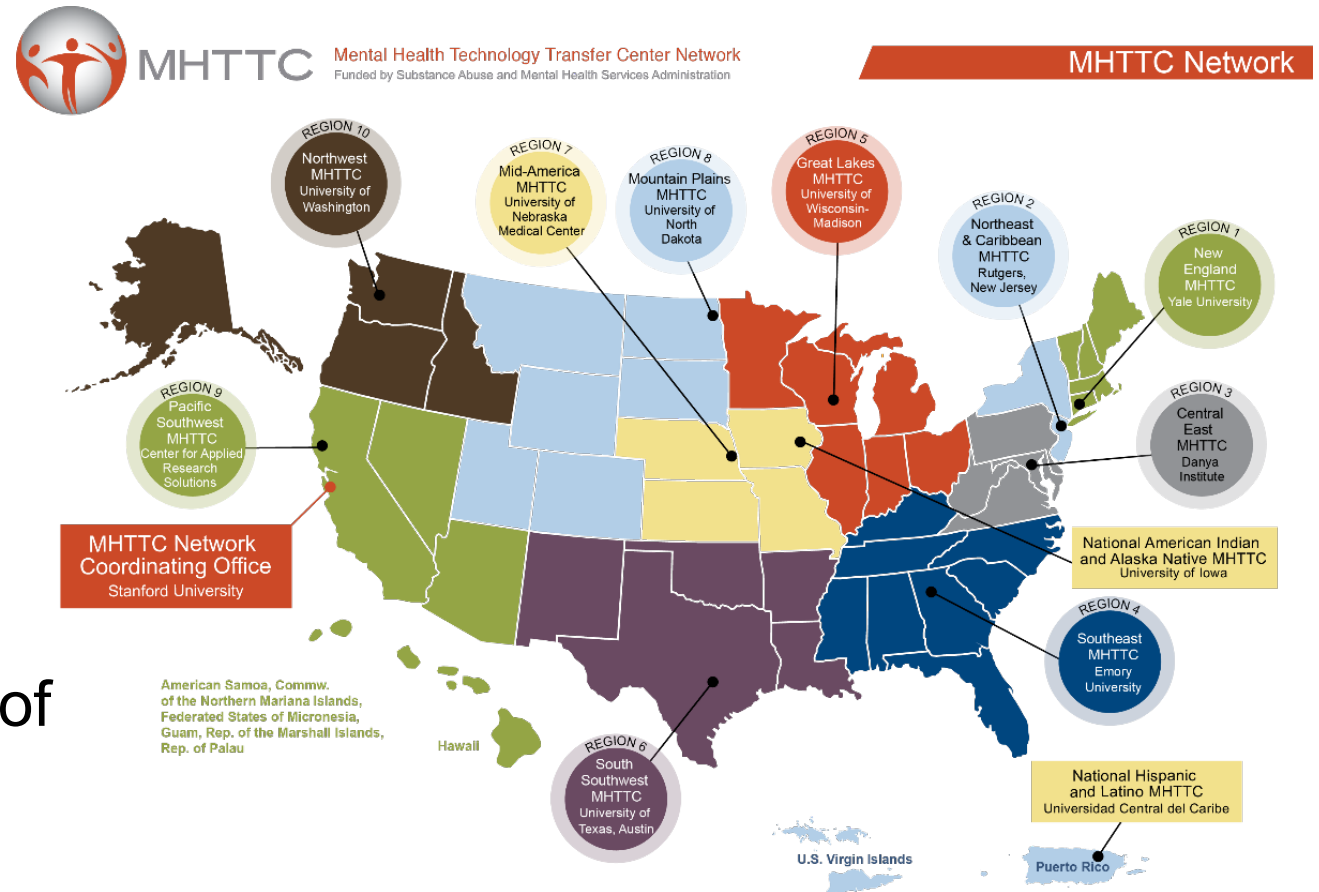 MHTTC
Mental Health Technology Transfer Center Network
Funded by Substance Abuse and Mental Health Services Administration
MHTTC Network
REGION 10
Northwest
MHTTC
University of
Washington
REGION 7
Mid-America
MHTTC
University of
Nebraska
Medical Center
REGION 8
Mountain Plains
MHTTC
University of
North
Dakota
REGION 5
Great Lakes
MHTTC
University of
Wisconsin-
Madison
REGION 2
Northeast
& Caribbean
MHTTC
Rutgers,
New Jersey
REGION 1
New
England
MHTTC
Yale University
REGION 9
Pacific
Southwest
MHTTC
Center for Applied
Research
Solutions
REGION 3
Central
East
MHTTC
Danya
Institute
MHTTC Network
Coordinating Office
Stanford University
National American Indian
and Alaska Native MHTTC
University of Iowa
REGION 4
Southeast
MHTTC
Emory
University
of
American Samoa, Commw.
of the Northern Mariana Islands,
Federated States of Micronesia,
Guam, Rep. of the Marshall Islands,
Rep. of Palau
Hawaii
REGION 6
South
Southwest
MHTTC
University of
Texas, Austin
National Hispanic
and Latino MHTTC
Universidad Central del Caribe
U.S. Virgin Islands
Puerto Rico